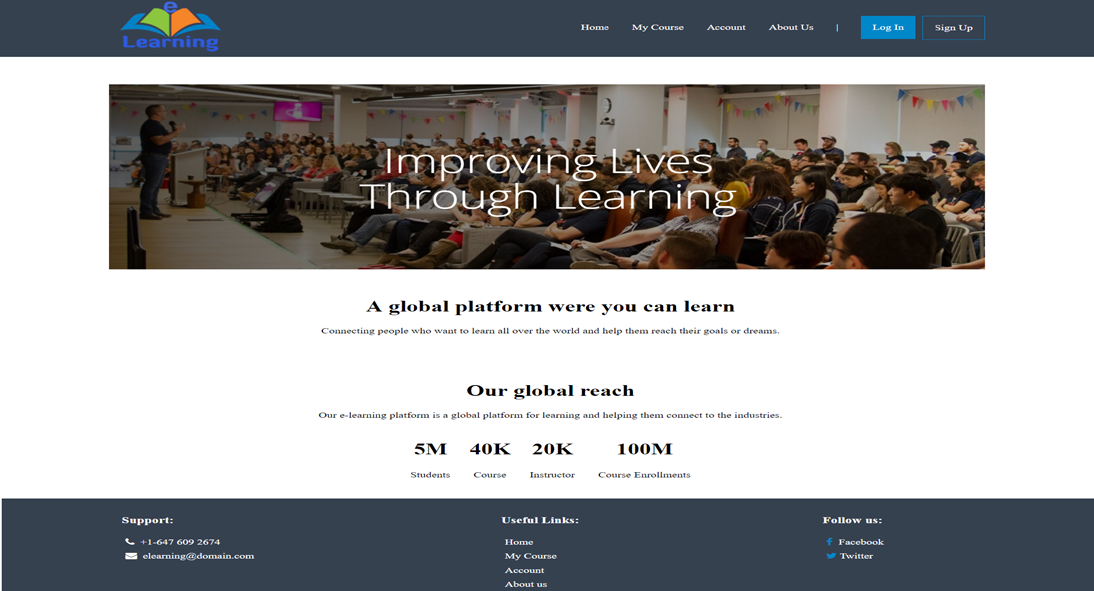 e
Learning
Home My Course Account About Us | Log In Sign Up
Improving Lives
Through Learning
A global platform were you can learn
Connecting people who want to learn all over the world and help them reach their goals or dreams.
Our global reach
Our e-learning platform is a global platform for learning and helping them connect to the industries.
5M 40K 20K 100M
Students Course Instructor Course Enrollments
Support: Useful Links: Follow us:
+1-647 609 2674 Home Facebook
elearning@domain.com My Course Twitter
Account
About us